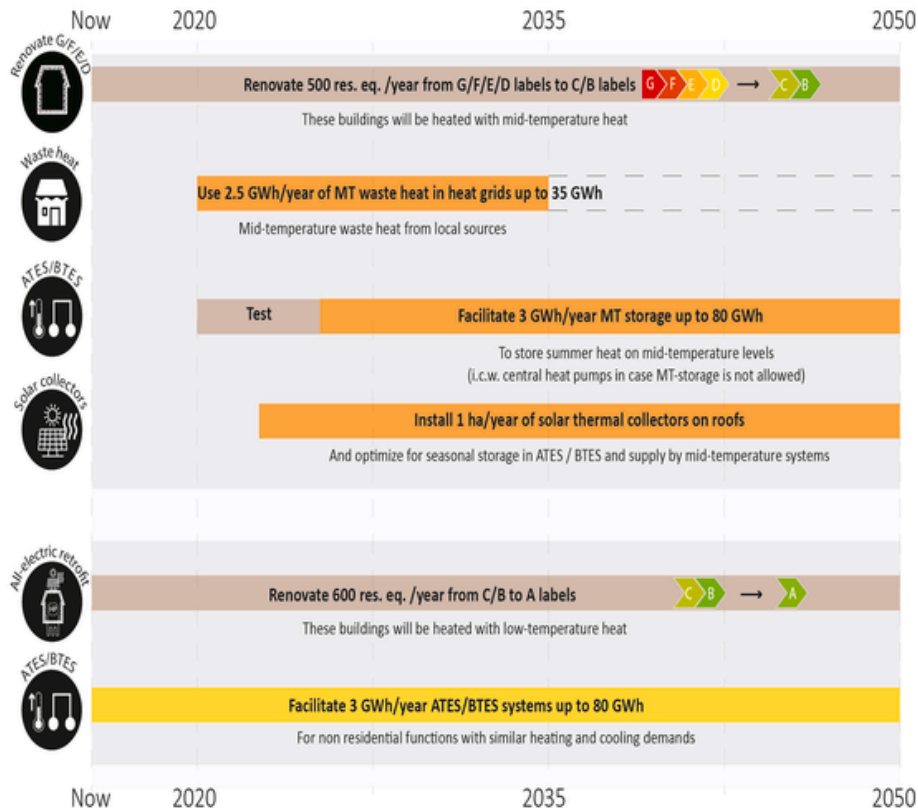 Now 2020 2035 2050
Renovate G/F/E/D
Renovate 500 res. eq. /year from G/F/E/D labels to C/B labels G F E D → C B
These buildings will be heated with mid-temperature heat
Waste heat
Use 2.5 GWh/year of MT waste heat in heat grids up to 35 GWh
Mid-temperature waste heat from local sources
ATES/BTES
Test Facilitate 3 GWh/year MT storage up to 80 GWh
To store summer heat on mid-temperature levels
(i.c.w. central heat pumps in case MT-storage is not allowed)
Solar collectors
Install 1 ha/year of solar thermal collectors on roofs
And optimize for seasonal storage in ATES / BTES and supply by mid-temperature systems
All-electric retrofit
HP
Renovate 600 res. eq. /year from C/B to A labels C B → A
These buildings will be heated with low-temperature heat
ATES/BTES
Facilitate 3 GWh/year ATES/BTES systems up to 80 GWh
For non residential functions with similar heating and cooling demands
Now 2020 2035 2050